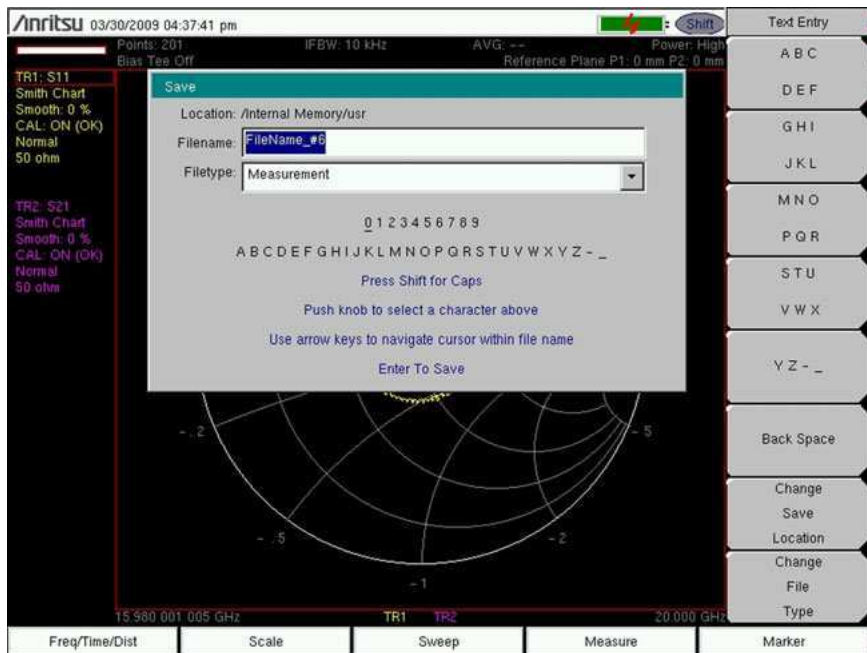 Anritsu 03/30/2009 04:37:41 pm
Shift
Text Entry
Points: 201 IFBW: 10 kHz AVG: -- Power: High
Bias Tee Off Reference Plane P1: 0 mm P2: 0 mm
TR1: S11
Smith Chart
Smooth: 0 %
CAL: ON (OK)
Normal
50 ohm
TR2: S21
Smith Chart
Smooth: 0 %
CAL: ON (OK)
Normal
50 ohm
Save
Location: /Internal Memory/usr
Filename: FileName_#6
Filetype: Measurement
0 1 2 3 4 5 6 7 8 9
A B C D E F G H I J K L M N O P Q R S T U V W X Y Z - _
Press Shift for Caps
Push knob to select a character above
Use arrow keys to navigate cursor within file name
Enter To Save
-.2
-5
-.5
-2
-1
15.980 001 005 GHz TR1 TR2 20.000 GHz
A B C
D E F
G H I
J K L
M N O
P Q R
S T U
V W X
Y Z - _
Back Space
Change
Save
Location
Change
File
Type
Freq/Time/Dist Scale Sweep Measure Marker